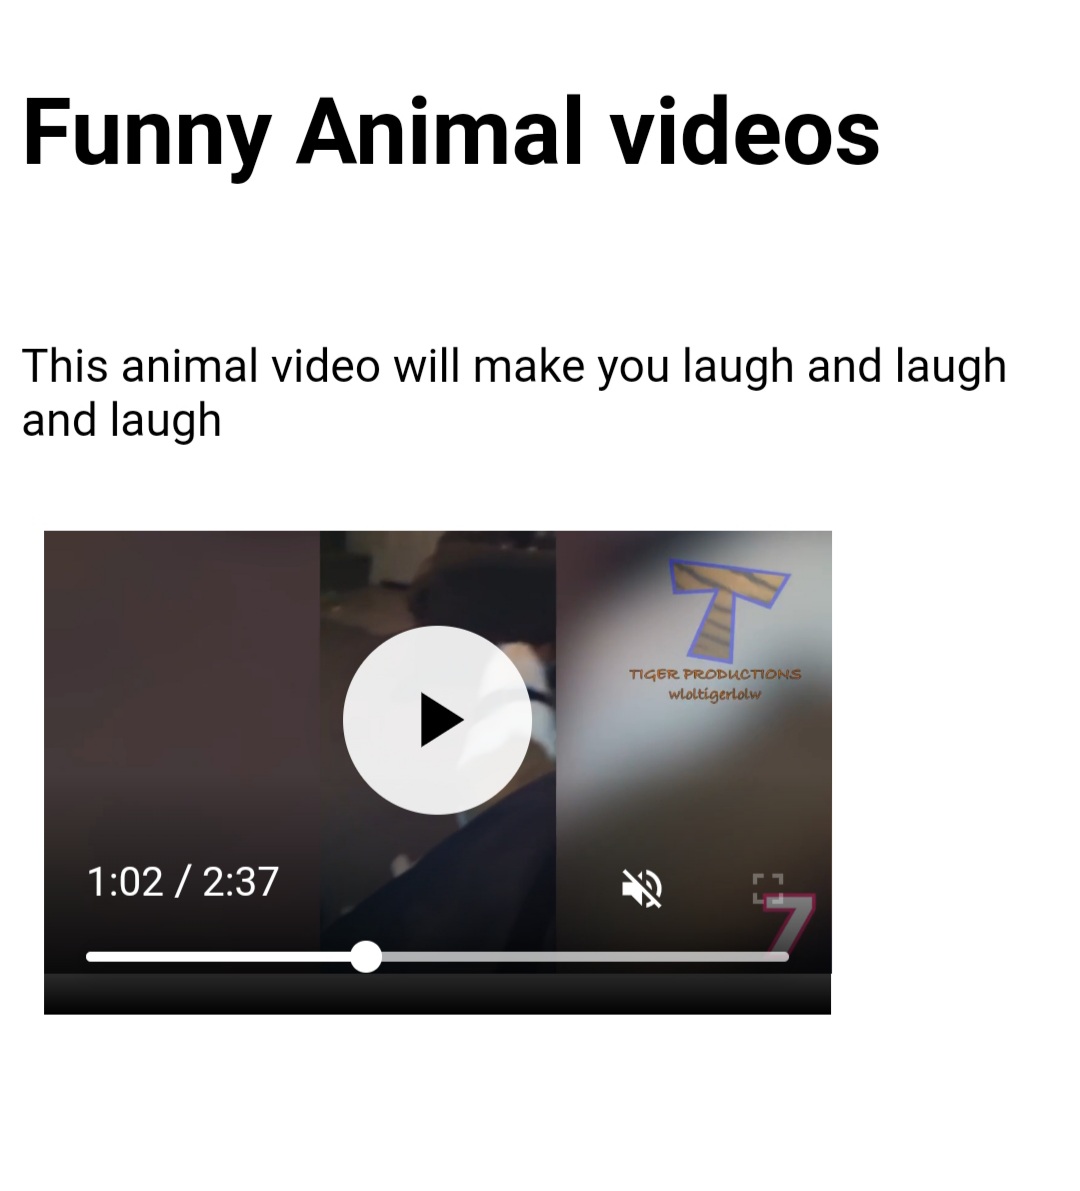 Funny Animal videos
This animal video will make you laugh and laugh
and laugh
T
TIGER PRODUCTIONS
wloltigerlolw
1:02 / 2:37
7